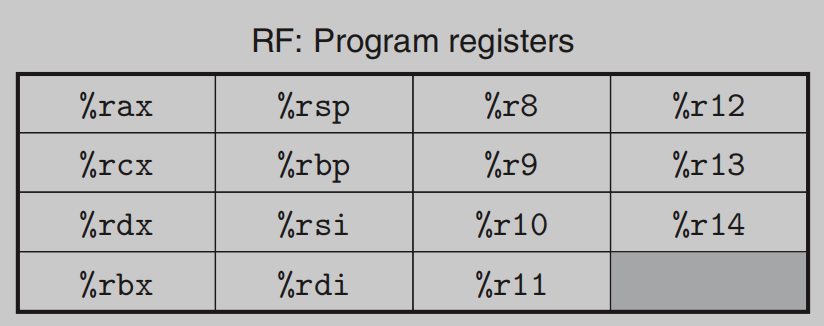 RF: Program registers
%rax %rsp %r8 %r12
%rcx %rbp %r9 %r13
%rdx %rsi %r10 %r14
%rbx %rdi %r11